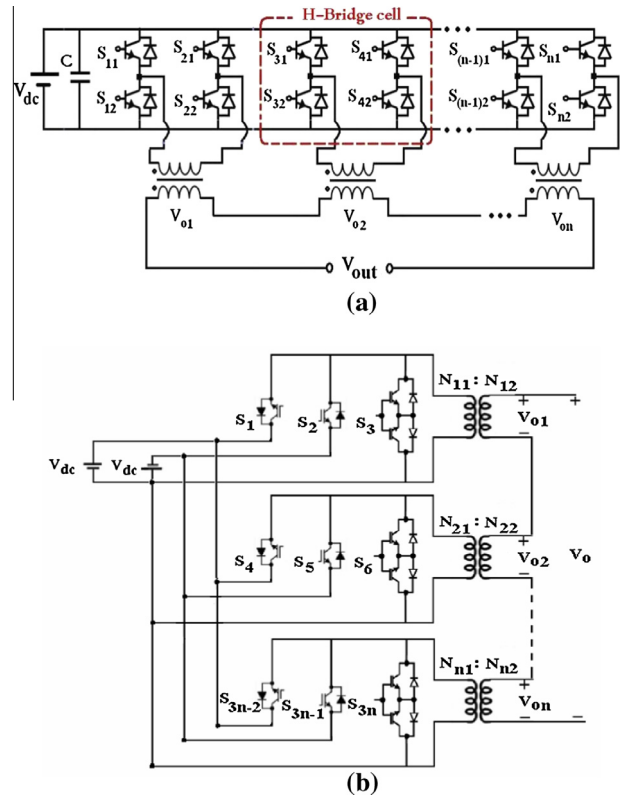 H-Bridge cell
S11 S21 S31 S41 S(n-1)1 Sn1
C
Vdc
S12 S22 S32 S42 S(n-1)2 Sn2
Vo1 Vo2 Von
Vout
(a)
N11 : N12
S1 S2 S3 + Vo1 − +
Vdc Vdc
N21 : N22
S4 S5 S6 + Vo2 − Vo
Nn1 : Nn2
S3n-2 S3n-1 S3n + Von − −
(b)